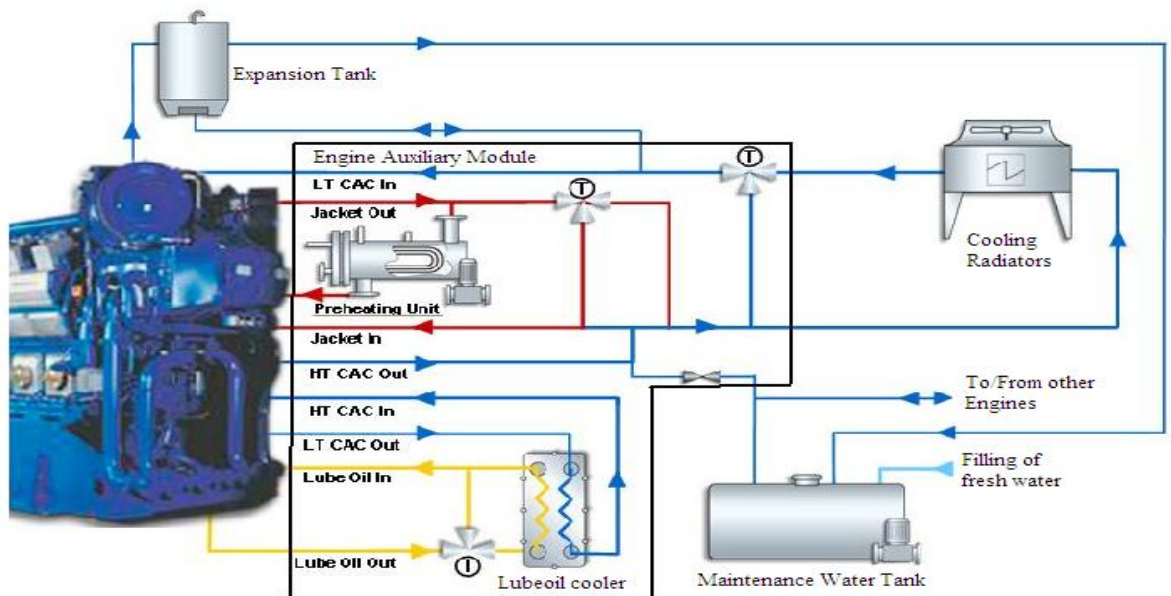 Expansion Tank
Engine Auxiliary Module
T
LT CAC In
T
Jacket Out
Cooling
Radiators
Preheating Unit
Jacket In
HT CAC Out
To/From other
Engines
HT CAC In
LT CAC Out
Filling of
fresh water
Lube Oil In
Lube Oil Out
T
Lubeoil cooler
Maintenance Water Tank